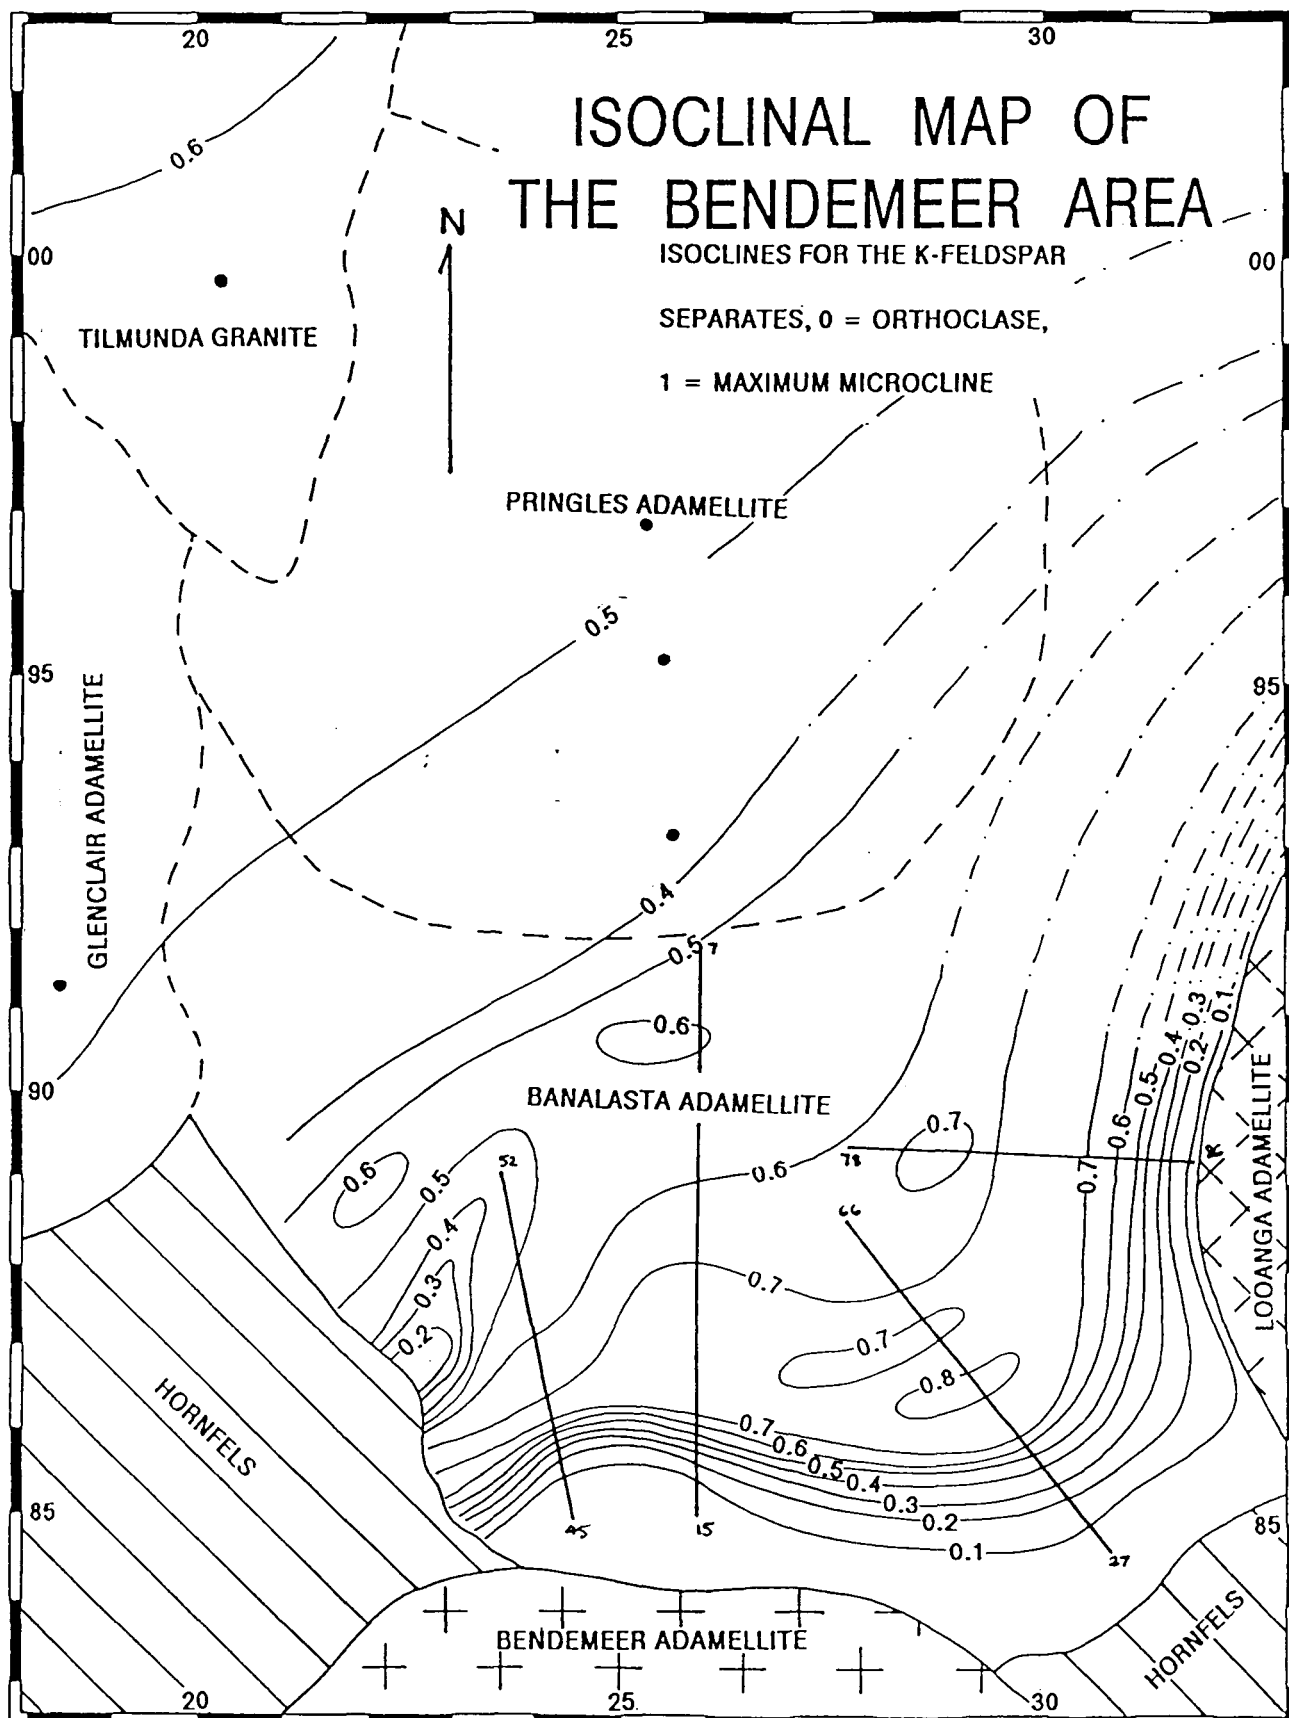 20 25 30
ISOCLINAL MAP OF
THE BENDEMEER AREA
0.6
N
00 ISOCLINES FOR THE K-FELDSPAR 00
SEPARATES, 0 = ORTHOCLASE,
TILMUNDA GRANITE
1 = MAXIMUM MICROCLINE
PRINGLES ADAMELLITE
0.5
95 95
GLENCLAIR ADAMELLITE
0.4
0.5 7
0.6
0.3
0.1
0.4
0.2
90
0.5
BANALASTA ADAMELLITE
0.6
0.7
LOOANGA ADAMELLITE
52
78
0.6
0.5
0.6
0.7
66
0.4
0.3
0.7
0.2
0.7
0.8
HORNFELS
0.7
0.6
0.5
0.4
0.3
0.2
85 85
45 15
0.1
27
HORNFELS
BENDEMEER ADAMELLITE
20 25 30